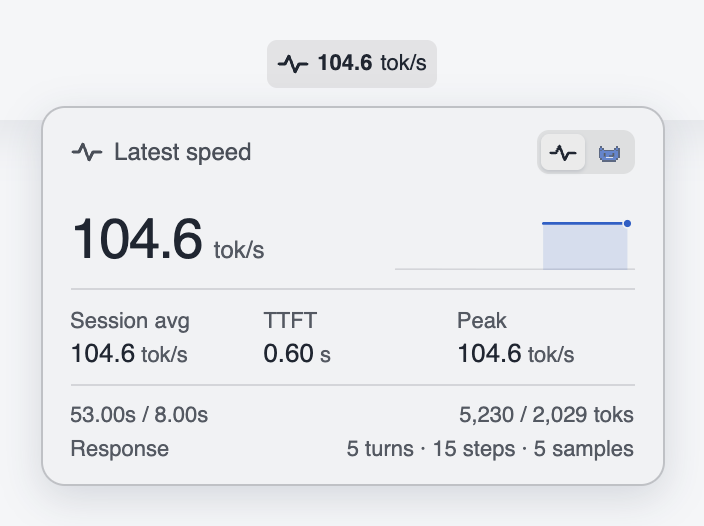 104.6 tok/s
Latest speed
104.6 tok/s
Session avg TTFT Peak
104.6 tok/s 0.60 s 104.6 tok/s
53.00s / 8.00s 5,230 / 2,029 toks
Response 5 turns · 15 steps · 5 samples